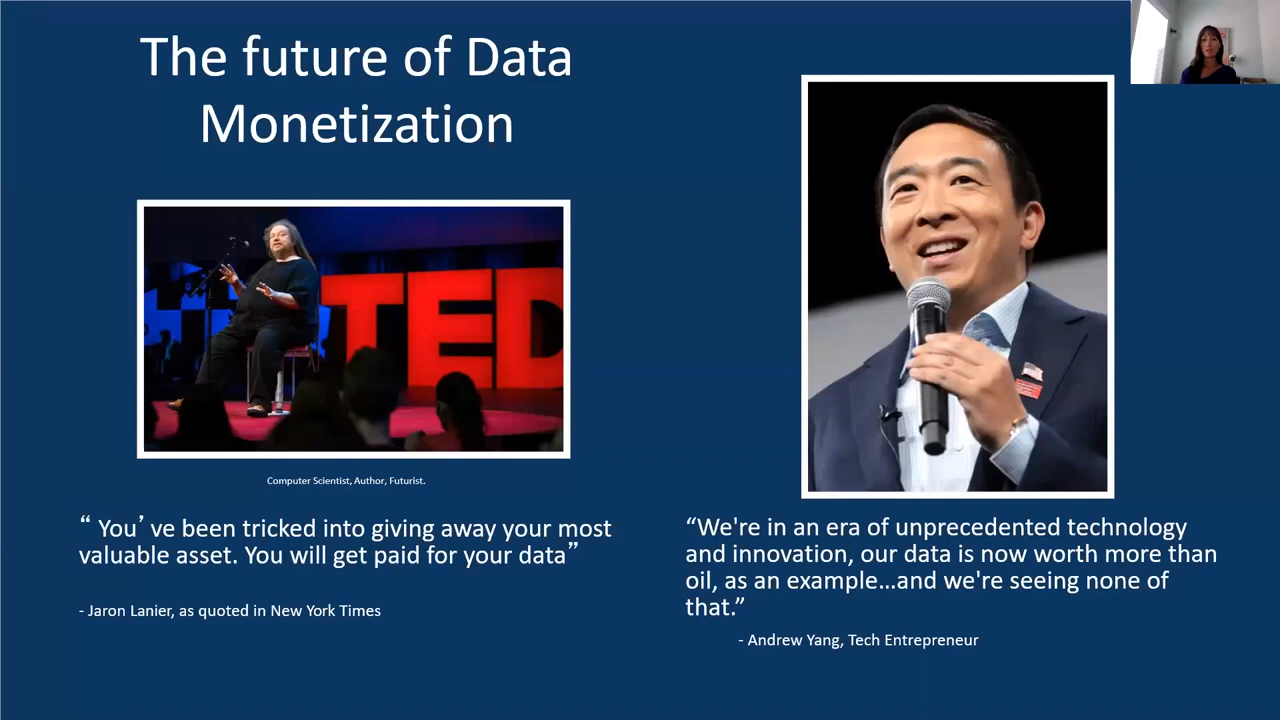 The future of Data
Monetization
TED
Computer Scientist, Author, Futurist.
“ You’ ve been tricked into giving away your most
valuable asset. You will get paid for your data”
- Jaron Lanier, as quoted in New York Times
“We're in an era of unprecedented technology
and innovation, our data is now worth more than
oil, as an example…and we're seeing none of
that.”
- Andrew Yang, Tech Entrepreneur